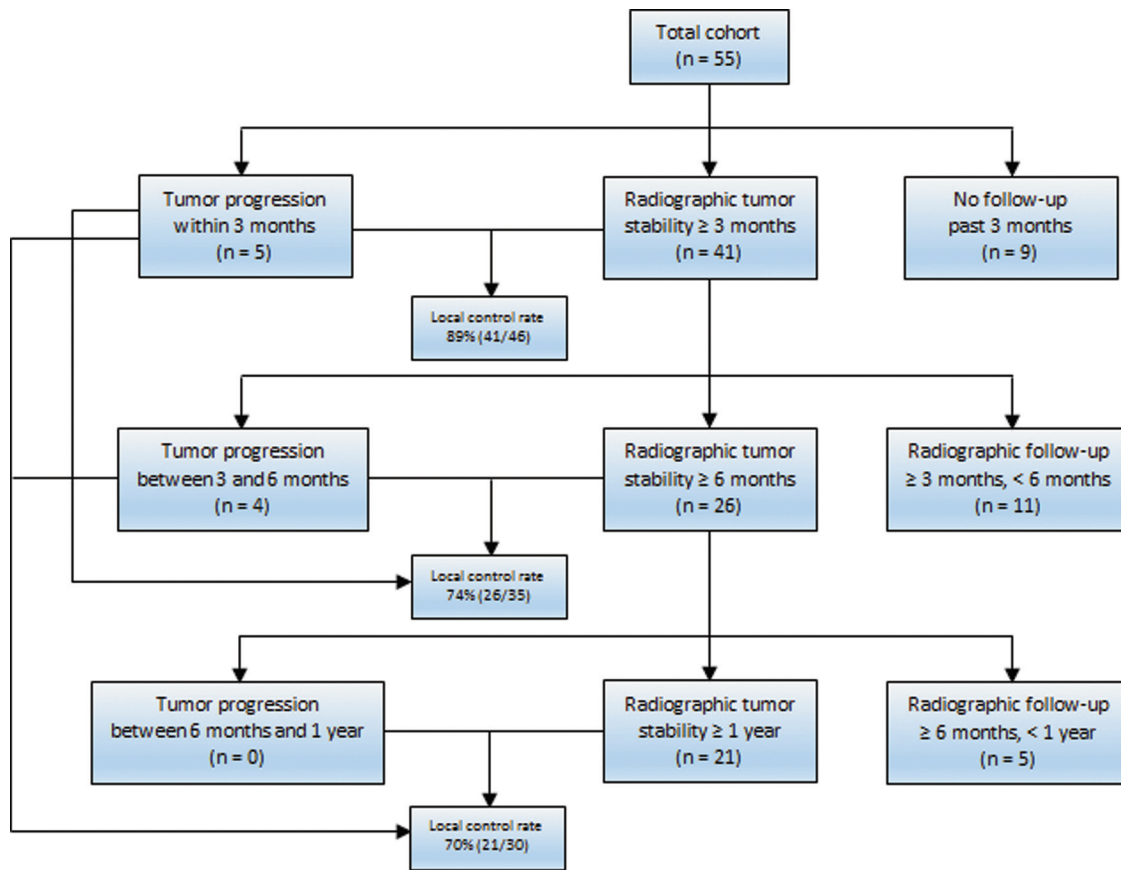 Total cohort
(n = 55)
Tumor progression
within 3 months
(n = 5)
Radiographic tumor
stability ≥ 3 months
(n = 41)
No follow-up
past 3 months
(n = 9)
Local control rate
89% (41/46)
Tumor progression
between 3 and 6 months
(n = 4)
Radiographic tumor
stability ≥ 6 months
(n = 26)
Radiographic follow-up
≥ 3 months, < 6 months
(n = 11)
Local control rate
74% (26/35)
Tumor progression
between 6 months and 1 year
(n = 0)
Radiographic tumor
stability ≥ 1 year
(n = 21)
Radiographic follow-up
≥ 6 months, < 1 year
(n = 5)
Local control rate
70% (21/30)